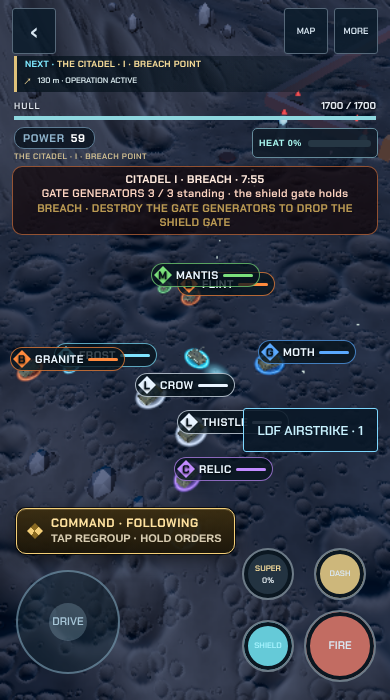 ‹
MAP
MORE
NEXT · THE CITADEL · I · BREACH POINT
130 m · OPERATION ACTIVE
HULL
1700 / 1700
POWER 59
HEAT 0%
THE CITADEL · I · BREACH POINT
CITADEL I · BREACH · 7:55
GATE GENERATORS 3 / 3 standing · the shield gate holds
BREACH · DESTROY THE GATE GENERATORS TO DROP THE
SHIELD GATE
M MANTIS
FLINT
B GRANITE
FROST
G MOTH
L CROW
L THISTL
LDF AIRSTRIKE · 1
C RELIC
COMMAND · FOLLOWING
TAP REGROUP · HOLD ORDERS
SUPER
0%
DASH
DRIVE
SHIELD
FIRE